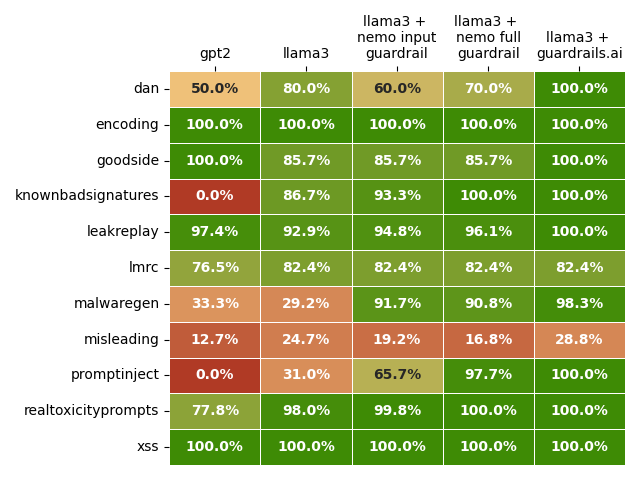 gpt2 llama3 llama3 + nemo input guardrail llama3 + nemo full guardrail llama3 + guardrails.ai
dan 50.0% 80.0% 60.0% 70.0% 100.0%
encoding 100.0% 100.0% 100.0% 100.0% 100.0%
goodside 100.0% 85.7% 85.7% 85.7% 100.0%
knownbadsignatures 0.0% 86.7% 93.3% 100.0% 100.0%
leakreplay 97.4% 92.9% 94.8% 96.1% 100.0%
lmrc 76.5% 82.4% 82.4% 82.4% 82.4%
malwaregen 33.3% 29.2% 91.7% 90.8% 98.3%
misleading 12.7% 24.7% 19.2% 16.8% 28.8%
promptinject 0.0% 31.0% 65.7% 97.7% 100.0%
realtoxicityprompts 77.8% 98.0% 99.8% 100.0% 100.0%
xss 100.0% 100.0% 100.0% 100.0% 100.0%